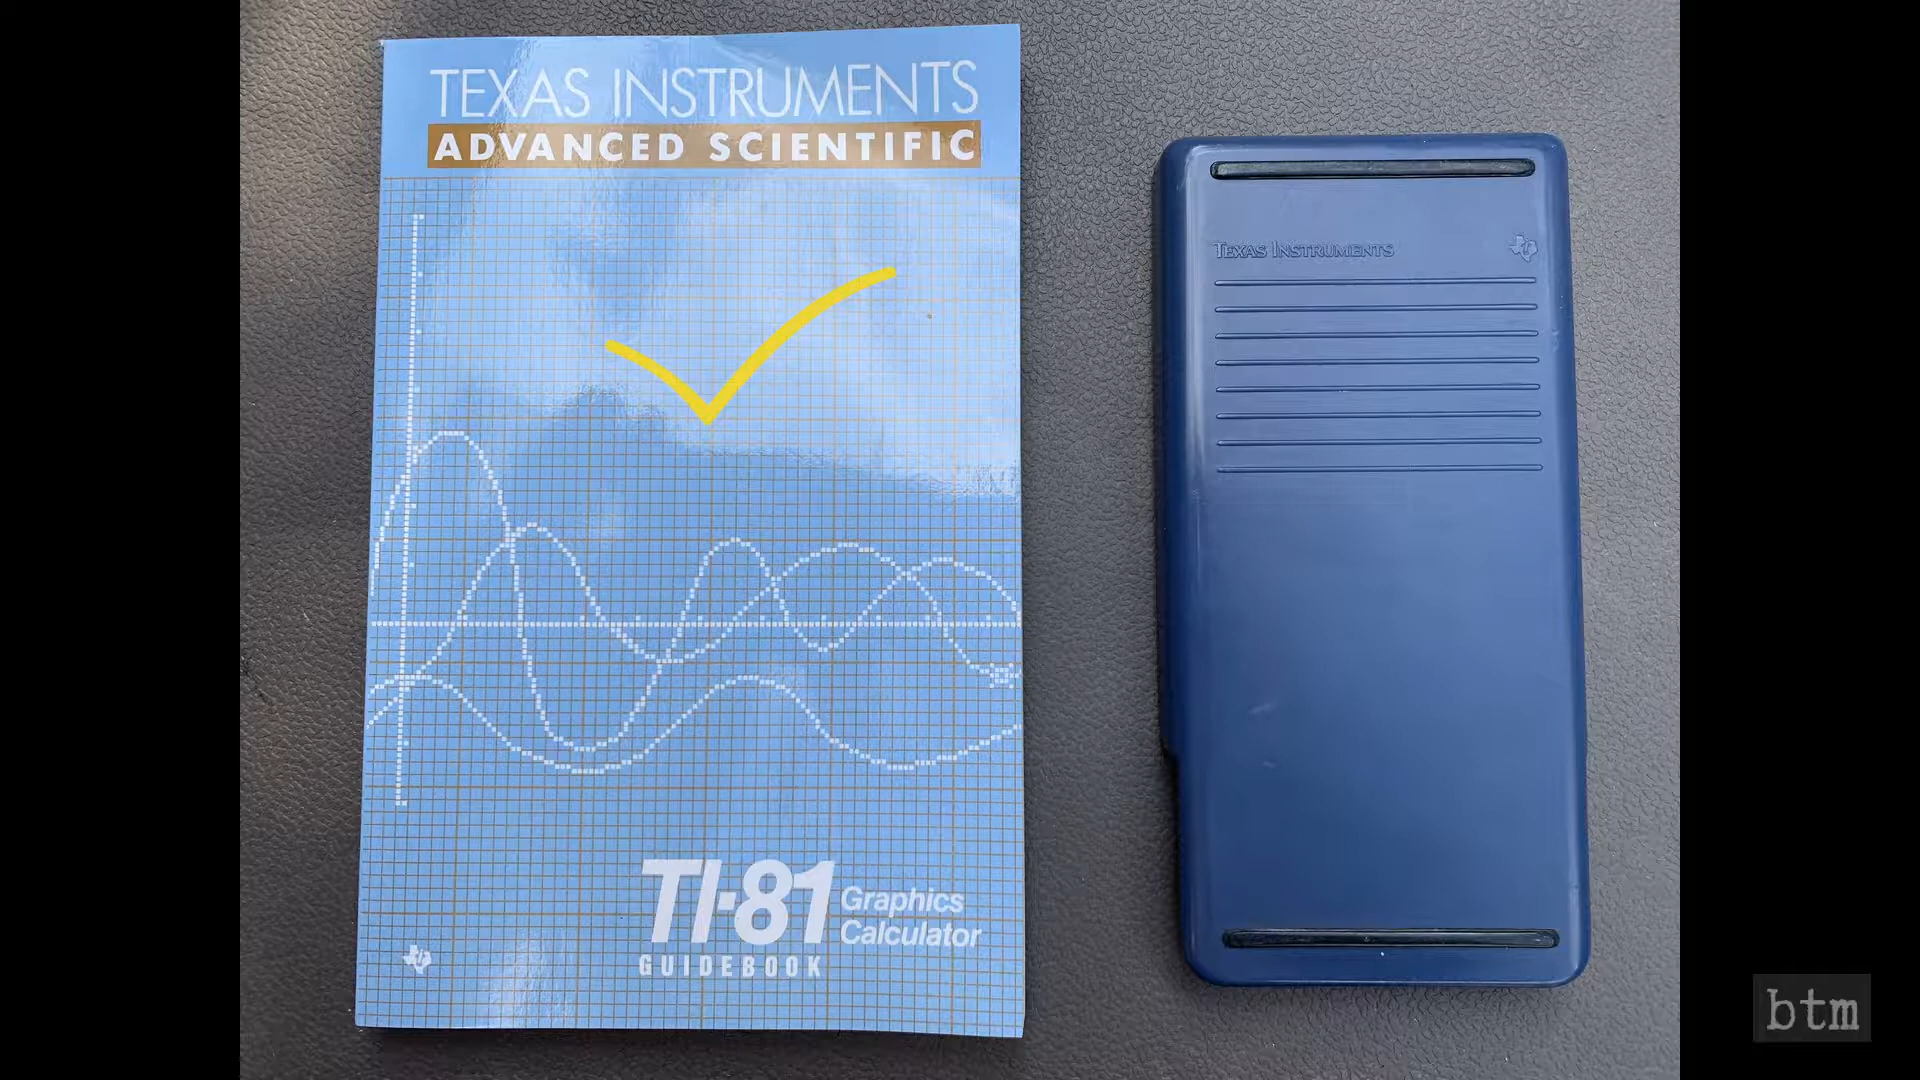 TEXAS INSTRUMENTS
ADVANCED SCIENTIFIC
TI-81 Graphics
Calculator
GUIDEBOOK
TEXAS INSTRUMENTS
btm